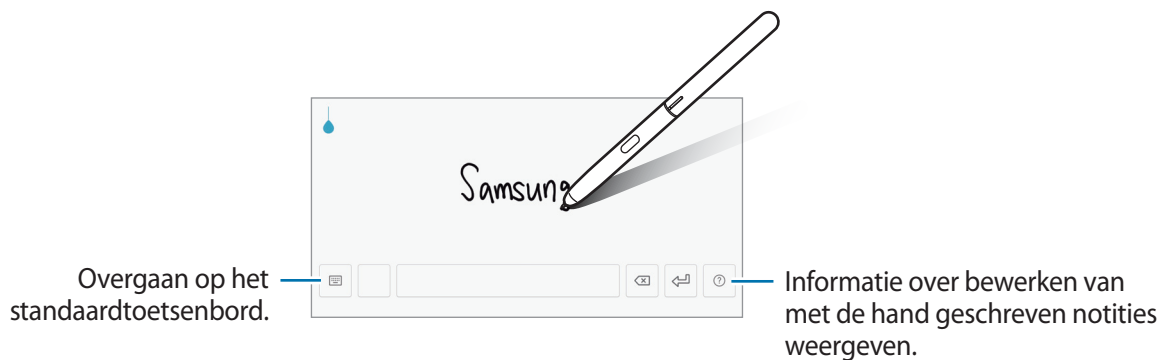 Samsung
Overgaan op het
standaardtoetsenbord.
Informatie over bewerken van
met de hand geschreven notities
weergeven.